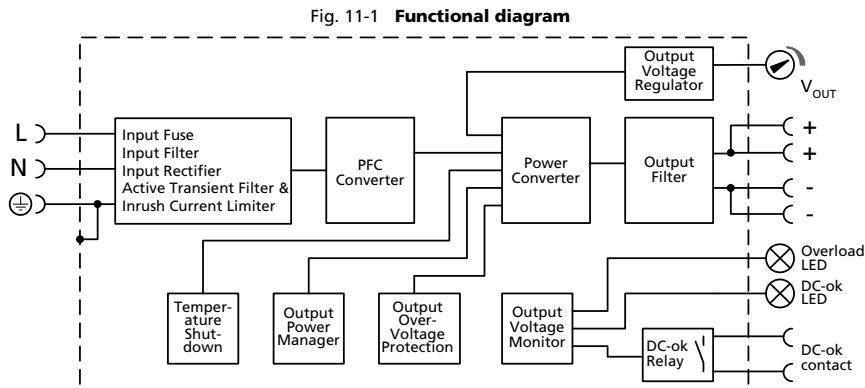 Fig. 11-1 Functional diagram
Output
Voltage
Regulator
V OUT
L
N
Input Fuse
Input Filter
Input Rectifier
Active Transient Filter &
Inrush Current Limiter
PFC
Converter
Power
Converter
Output
Filter
+
+
-
-
Temper-
ature
Shut-
down
Output
Power
Manager
Output
Over-
Voltage
Protection
Output
Voltage
Monitor
DC-ok
Relay
Overload
LED
DC-ok
LED
DC-ok
contact